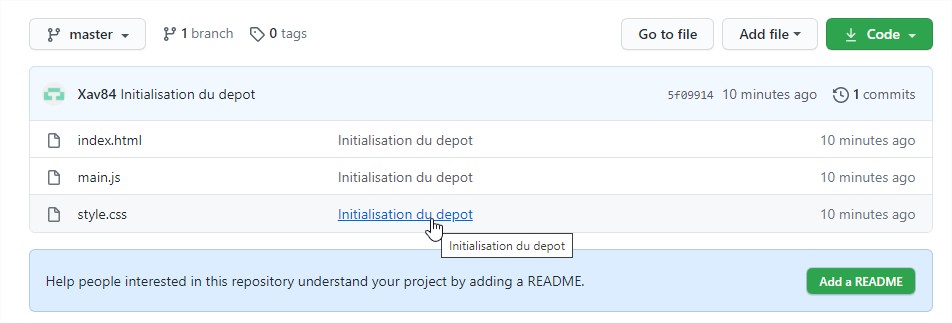 master 1 branch 0 tags Go to file Add file Code
Xav84 Initialisation du depot 5f09914 10 minutes ago 1 commits
index.html Initialisation du depot 10 minutes ago
main.js Initialisation du depot 10 minutes ago
style.css Initialisation du depot 10 minutes ago
Initialisation du depot
Help people interested in this repository understand your project by adding a README. Add a README